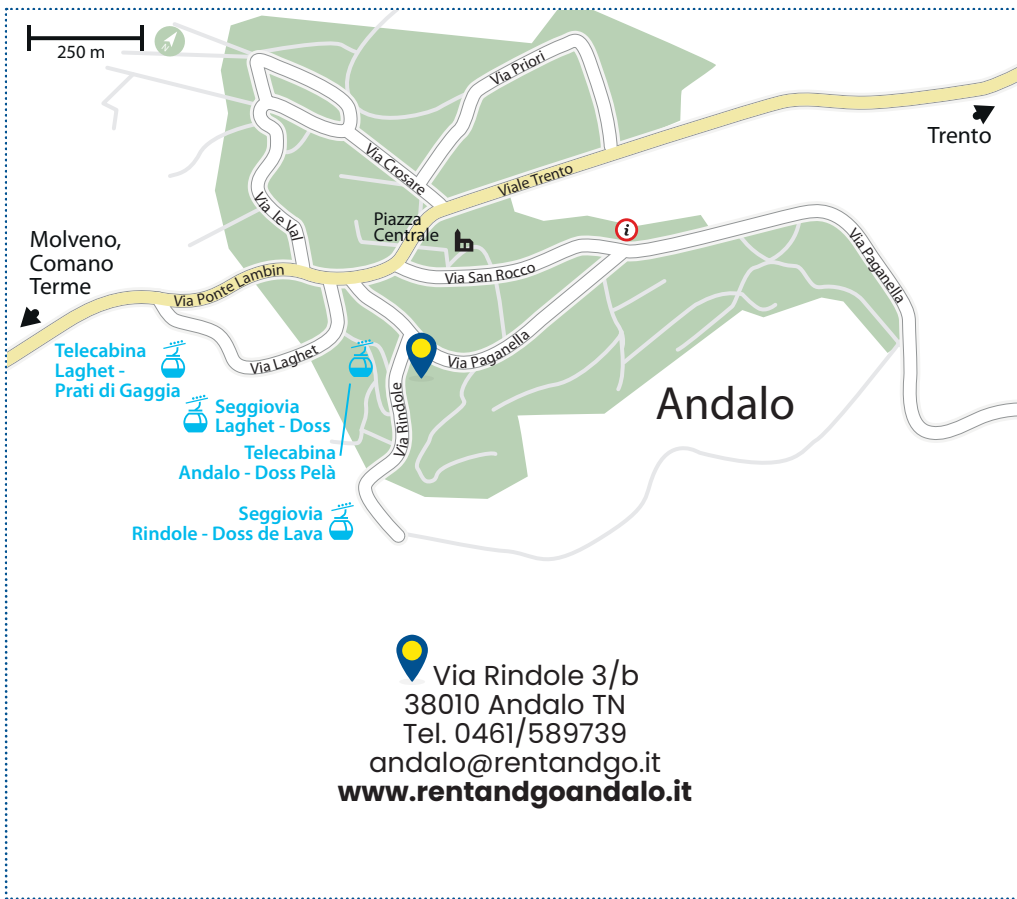 250 m
N
Via Priori
Trento
Via Crosare
Viale Trento
Via le Val
Piazza
Centrale
i
Molveno,
Comano
Terme
Via Ponte Lambin
Via San Rocco
Via Paganella
Via Laghet
Via Paganella
Via Rindole
Telecabina
Laghet -
Prati di Gaggia
Seggiovia
Laghet - Doss
Andalo
Telecabina
Andalo - Doss Pelà
Seggiovia
Rindole - Doss de Lava
Via Rindole 3/b
38010 Andalo TN
Tel. 0461/589739
andalo@rentandgo.it
www.rentandgoandalo.it